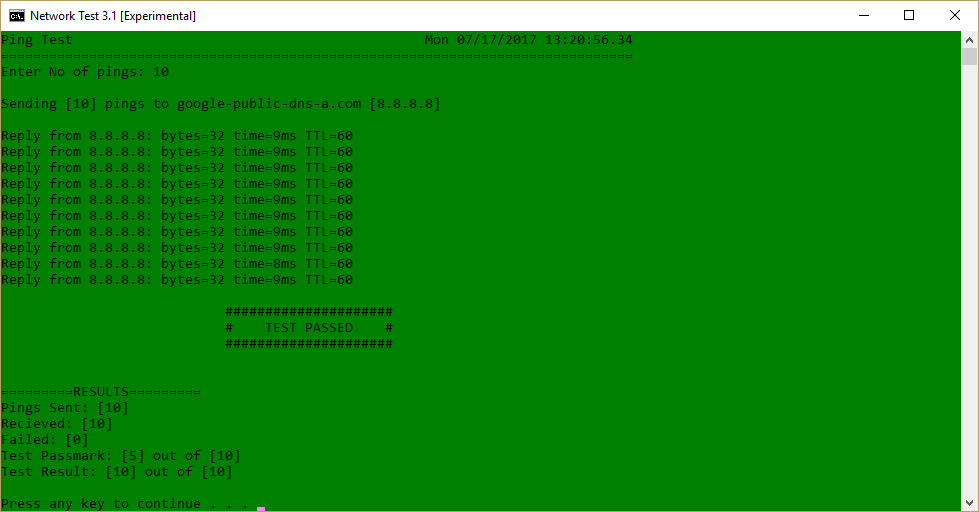 Network Test 3.1 [Experimental]
Ping Test Mon 07/17/2017 13:20:56.34
===============================================================================
Enter No of pings: 10
Sending [10] pings to google-public-dns-a.com [8.8.8.8]
Reply from 8.8.8.8: bytes=32 time=9ms TTL=60
Reply from 8.8.8.8: bytes=32 time=9ms TTL=60
Reply from 8.8.8.8: bytes=32 time=9ms TTL=60
Reply from 8.8.8.8: bytes=32 time=9ms TTL=60
Reply from 8.8.8.8: bytes=32 time=9ms TTL=60
Reply from 8.8.8.8: bytes=32 time=9ms TTL=60
Reply from 8.8.8.8: bytes=32 time=9ms TTL=60
Reply from 8.8.8.8: bytes=32 time=9ms TTL=60
Reply from 8.8.8.8: bytes=32 time=8ms TTL=60
Reply from 8.8.8.8: bytes=32 time=9ms TTL=60
#####################
#    TEST PASSED    #
#####################
=========RESULTS=========
Pings Sent: [10]
Recieved: [10]
Failed: [0]
Test Passmark: [5] out of [10]
Test Result: [10] out of [10]
Press any key to continue . . .